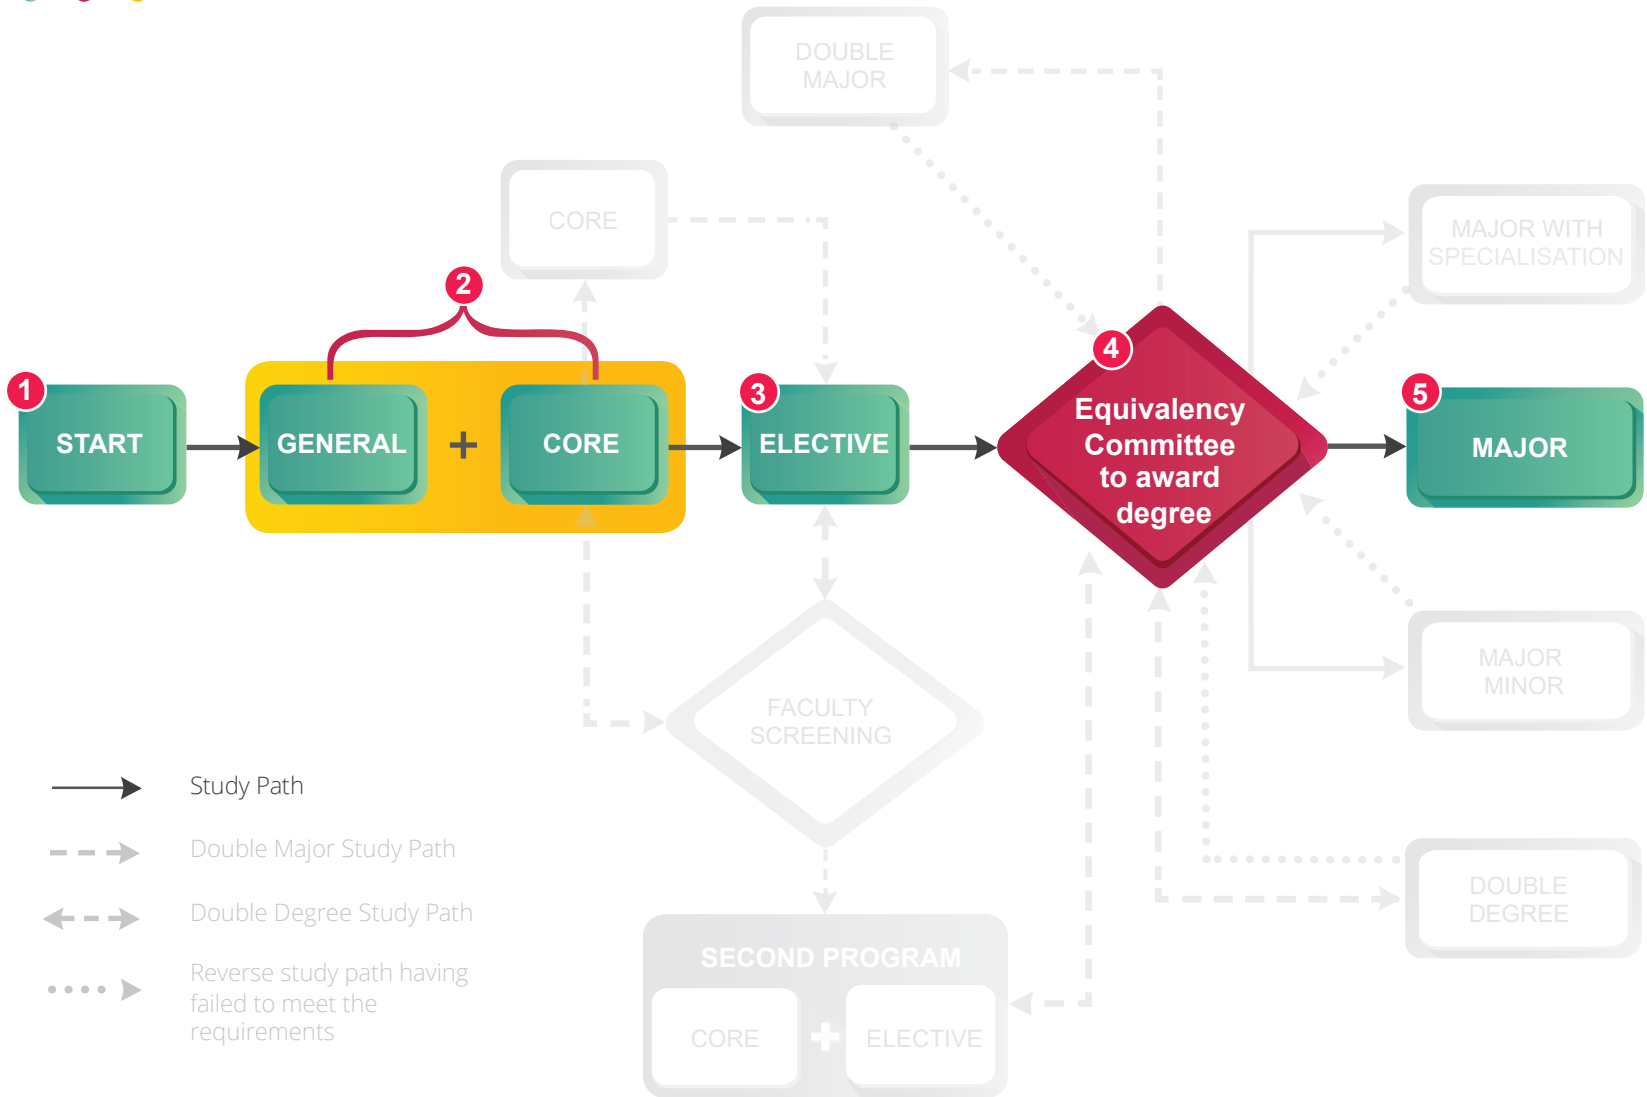 DOUBLE
MAJOR
CORE
MAJOR WITH
SPECIALISATION
2
1
START
GENERAL
+
CORE
3
ELECTIVE
4
Equivalency
Committee
to award
degree
5
MAJOR
FACULTY
SCREENING
MAJOR
MINOR
Study Path
Double Major Study Path
Double Degree Study Path
Reverse study path having
failed to meet the
requirements
DOUBLE
DEGREE
SECOND PROGRAM
CORE
+
ELECTIVE